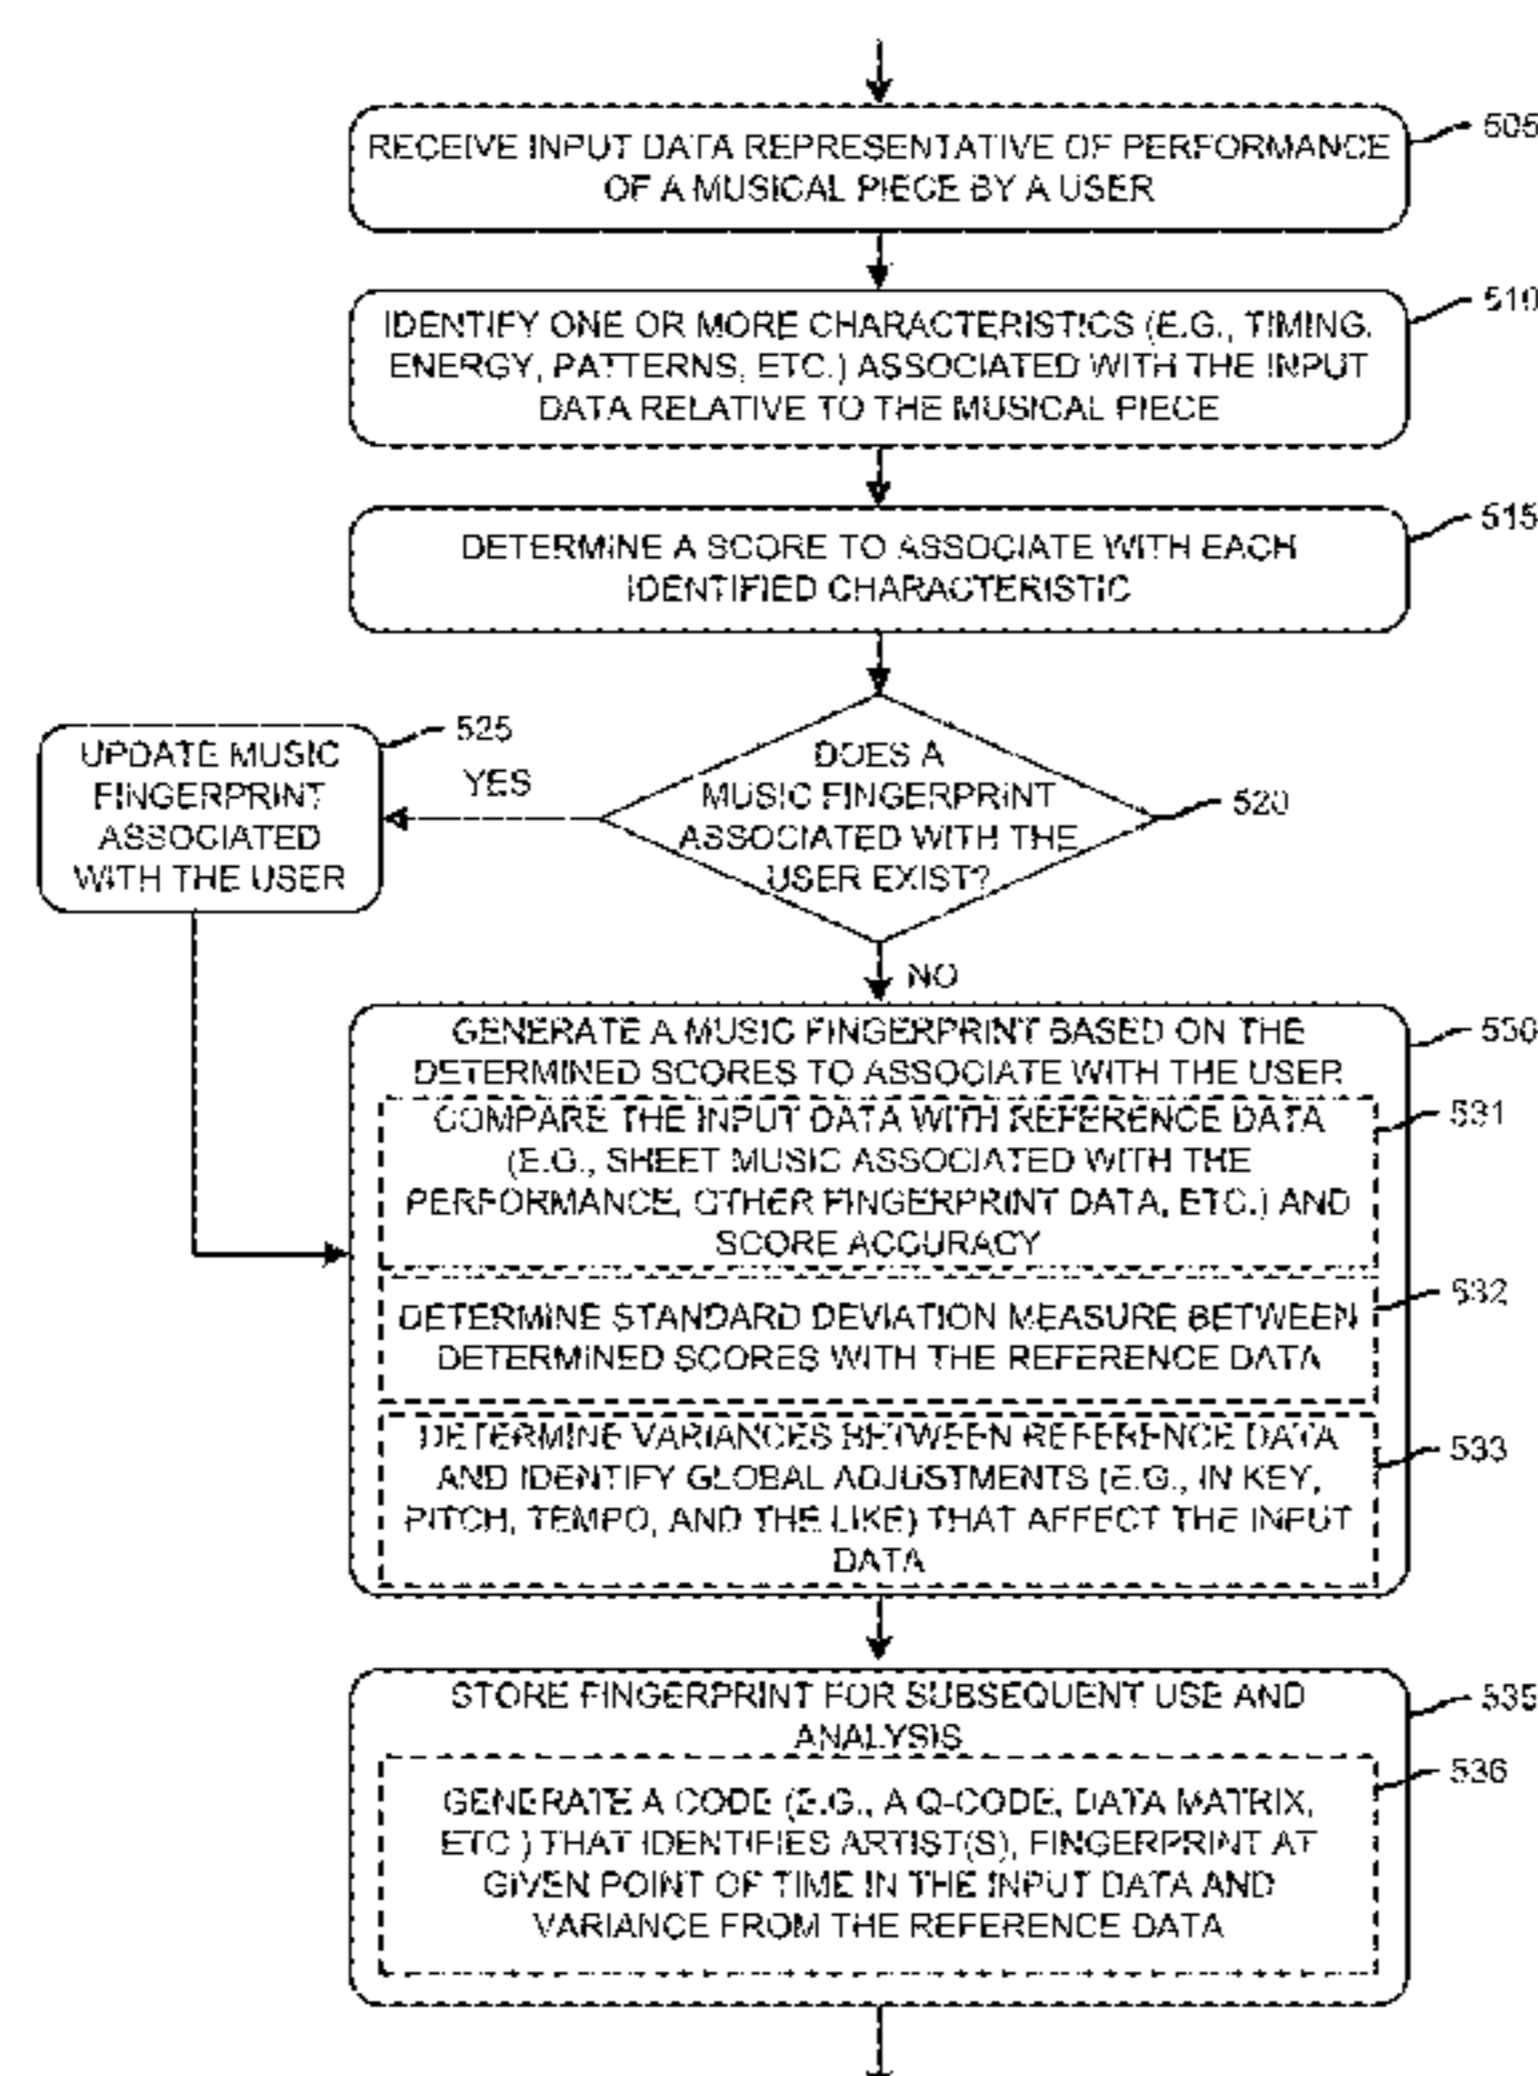 RECEIVE INPUT DATA REPRESENTATIVE OF PERFORMANCE
OF A MUSICAL PIECE BY A USER
505
IDENTIFY ONE OR MORE CHARACTERISTICS (E.G., TIMING,
ENERGY, PATTERNS, ETC.) ASSOCIATED WITH THE INPUT
DATA RELATIVE TO THE MUSICAL PIECE
510
DETERMINE A SCORE TO ASSOCIATE WITH EACH
IDENTIFIED CHARACTERISTIC
515
DOES A
MUSIC FINGERPRINT
ASSOCIATED WITH THE
USER EXIST?
520
YES
UPDATE MUSIC
FINGERPRINT
ASSOCIATED
WITH THE USER
525
NO
GENERATE A MUSIC FINGERPRINT BASED ON THE
DETERMINED SCORES TO ASSOCIATE WITH THE USER
530
COMPARE THE INPUT DATA WITH REFERENCE DATA
(E.G., SHEET MUSIC ASSOCIATED WITH THE
PERFORMANCE, OTHER FINGERPRINT DATA, ETC.) AND
SCORE ACCURACY
531
DETERMINE STANDARD DEVIATION MEASURE BETWEEN
DETERMINED SCORES WITH THE REFERENCE DATA
532
DETERMINE VARIANCES BETWEEN REFERENCE DATA
AND IDENTIFY GLOBAL ADJUSTMENTS (E.G., IN KEY,
PITCH, TEMPO, AND THE LIKE) THAT AFFECT THE INPUT
DATA
533
STORE FINGERPRINT FOR SUBSEQUENT USE AND
ANALYSIS
535
GENERATE A CODE (E.G., A Q-CODE, DATA MATRIX,
ETC.) THAT IDENTIFIES ARTIST(S), FINGERPRINT AT
GIVEN POINT OF TIME IN THE INPUT DATA AND
VARIANCE FROM THE REFERENCE DATA
536